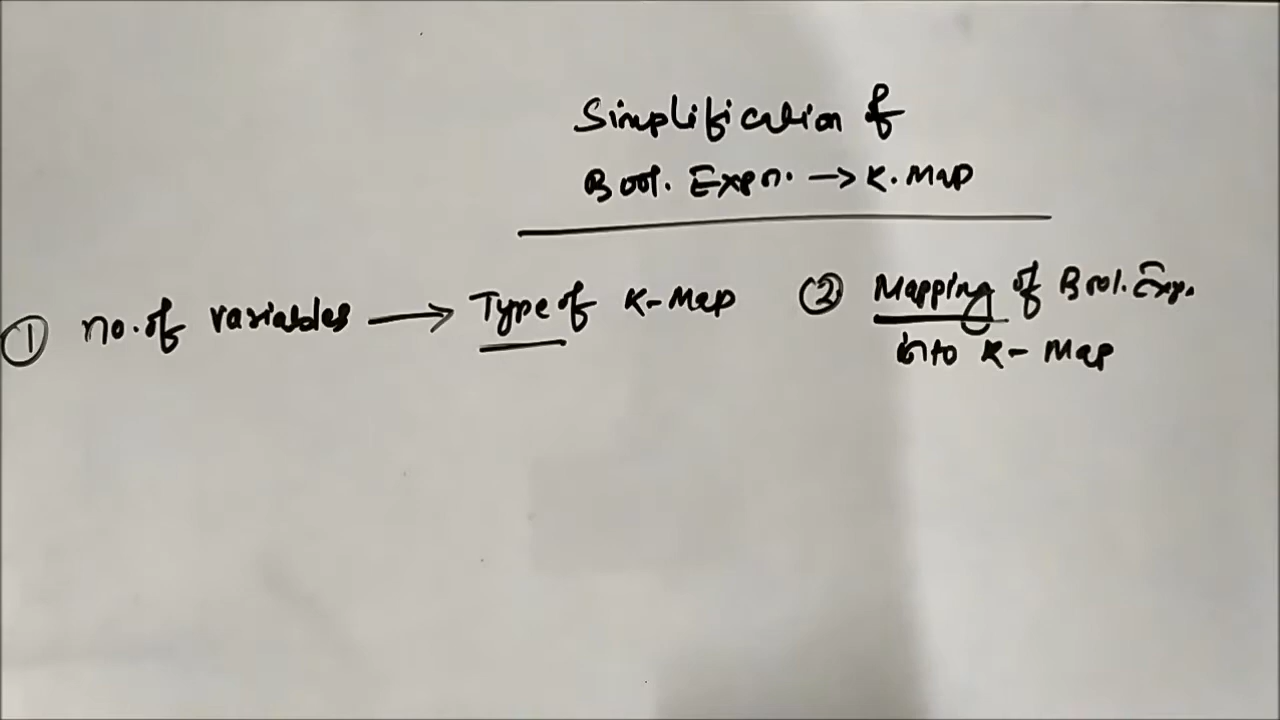 Simplification of
Bool. Expn. → K. Map
① no. of variables → Type of K-Map
② Mapping of Bool. Exp.
into K- Map